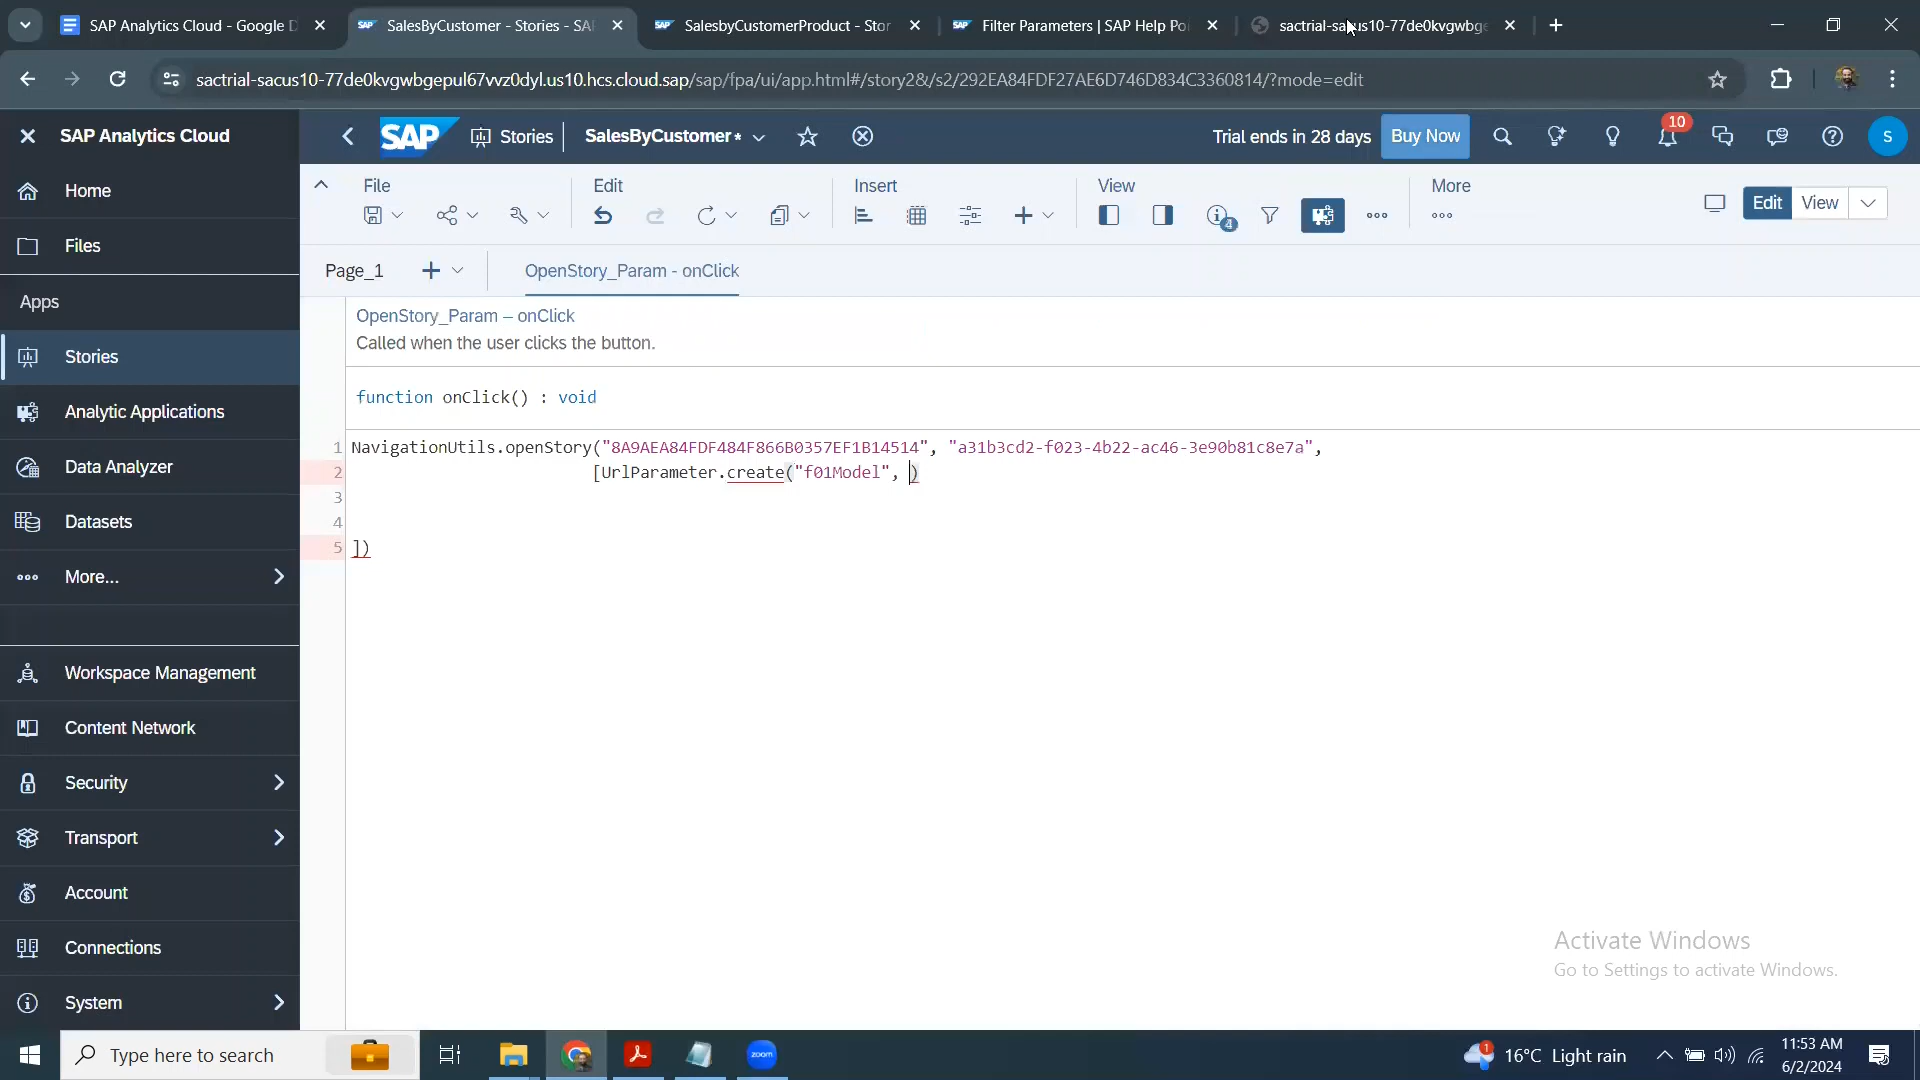 SAP Analytics Cloud - Google D
SalesByCustomer - Stories - SA
SalesbyCustomerProduct - Stor
Filter Parameters | SAP Help Po
sactrial-sacus10-77de0kvgwbge
sactrial-sacus10-77de0kvgwbgepul67vvz0dyl.us10.hcs.cloud.sap/sap/fpa/ui/app.html#/story2&/s2/292EA84FDF27AE6D746D834C3360814/?mode=edit
SAP Analytics Cloud
SAP
Stories
SalesByCustomer*
Trial ends in 28 days
Buy Now
10
S
Home
Files
Apps
Stories
Analytic Applications
Data Analyzer
Datasets
More...
Workspace Management
Content Network
Security
Transport
Account
Connections
System
File
Edit
Insert
View
More
4
Edit
View
Page_1
OpenStory_Param - onClick
OpenStory_Param – onClick
Called when the user clicks the button.
function onClick() : void
1 NavigationUtils.openStory("8A9AEA84FDF484F866B0357EF1B14514", "a31b3cd2-f023-4b22-ac46-3e90b81c8e7a",
2 [UrlParameter.create("f01Model", )
3
4
5 ])
Activate Windows
Go to Settings to activate Windows.
Type here to search
zoom
1
16°C Light rain
11:53 AM
6/2/2024